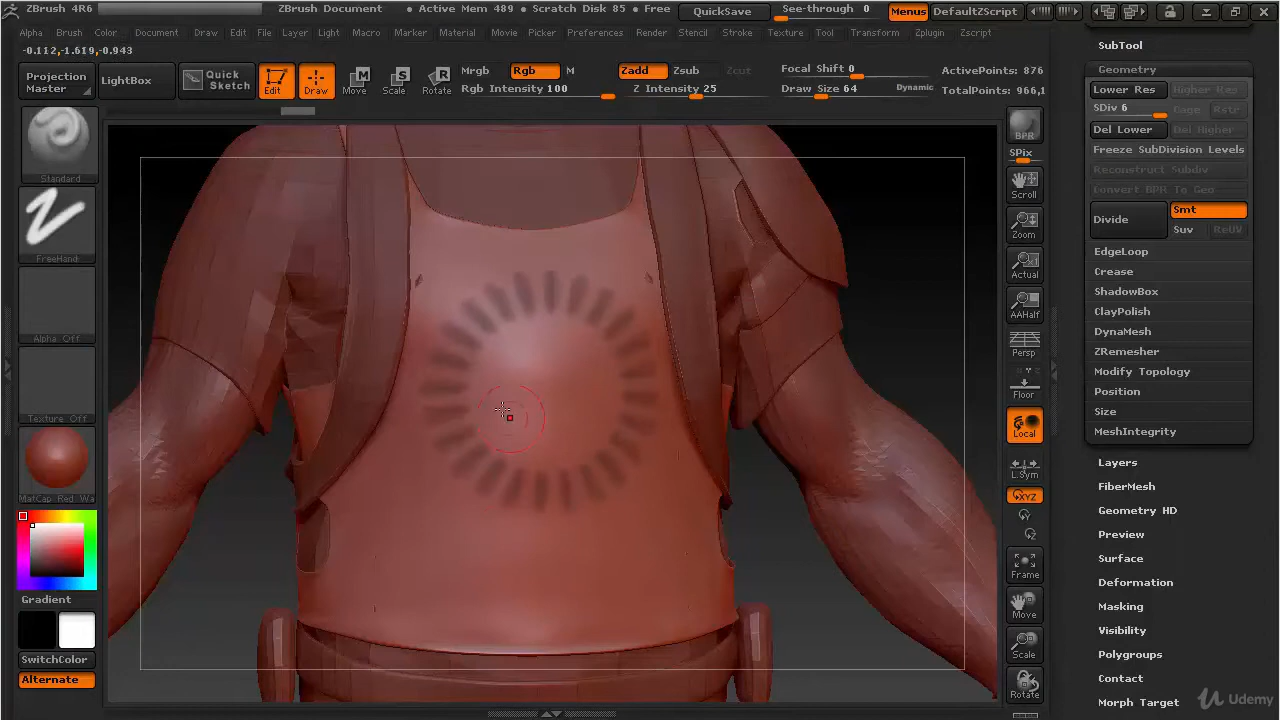 ZBrush 4R6
ZBrush Document
• Active Mem 489 • Scratch Disk 85 • Free
QuickSave
See-through 0
Menus
DefaultZScript
Alpha Brush Color Document Draw Edit File Layer Light Macro Marker Material Movie Picker Preferences Render Stencil Stroke Texture Tool Transform Zplugin Zscript
-0.112,-1.619,-0.943
Projection
Master
LightBox
Quick
Sketch
Edit
Draw
Move
Scale
Rotate
Mrgb
Rgb
M
Rgb Intensity 100
Zadd
Zsub
Zcut
Z Intensity 25
Focal Shift 0
Draw Size 64
Dynamic
ActivePoints: 876
TotalPoints: 966,1
Standard
FreeHand
Alpha Off
Texture Off
MatCap Red Wa
Gradient
SwitchColor
Alternate
BPR
SPix
Scroll
Zoom
Actual
AAHalf
Persp
Floor
Local
L.Sym
XYZ
Frame
Move
Scale
Rotate
SubTool
Geometry
Lower Res
Higher Res
SDiv 6
Cage
Rstr
Del Lower
Del Higher
Freeze SubDivision Levels
Reconstruct Subdiv
Convert BPR To Geo
Divide
Smt
Suv
ReUV
EdgeLoop
Crease
ShadowBox
ClayPolish
DynaMesh
ZRemesher
Modify Topology
Position
Size
MeshIntegrity
Layers
FiberMesh
Geometry HD
Preview
Surface
Deformation
Masking
Visibility
Polygroups
Contact
Morph Target
Udemy